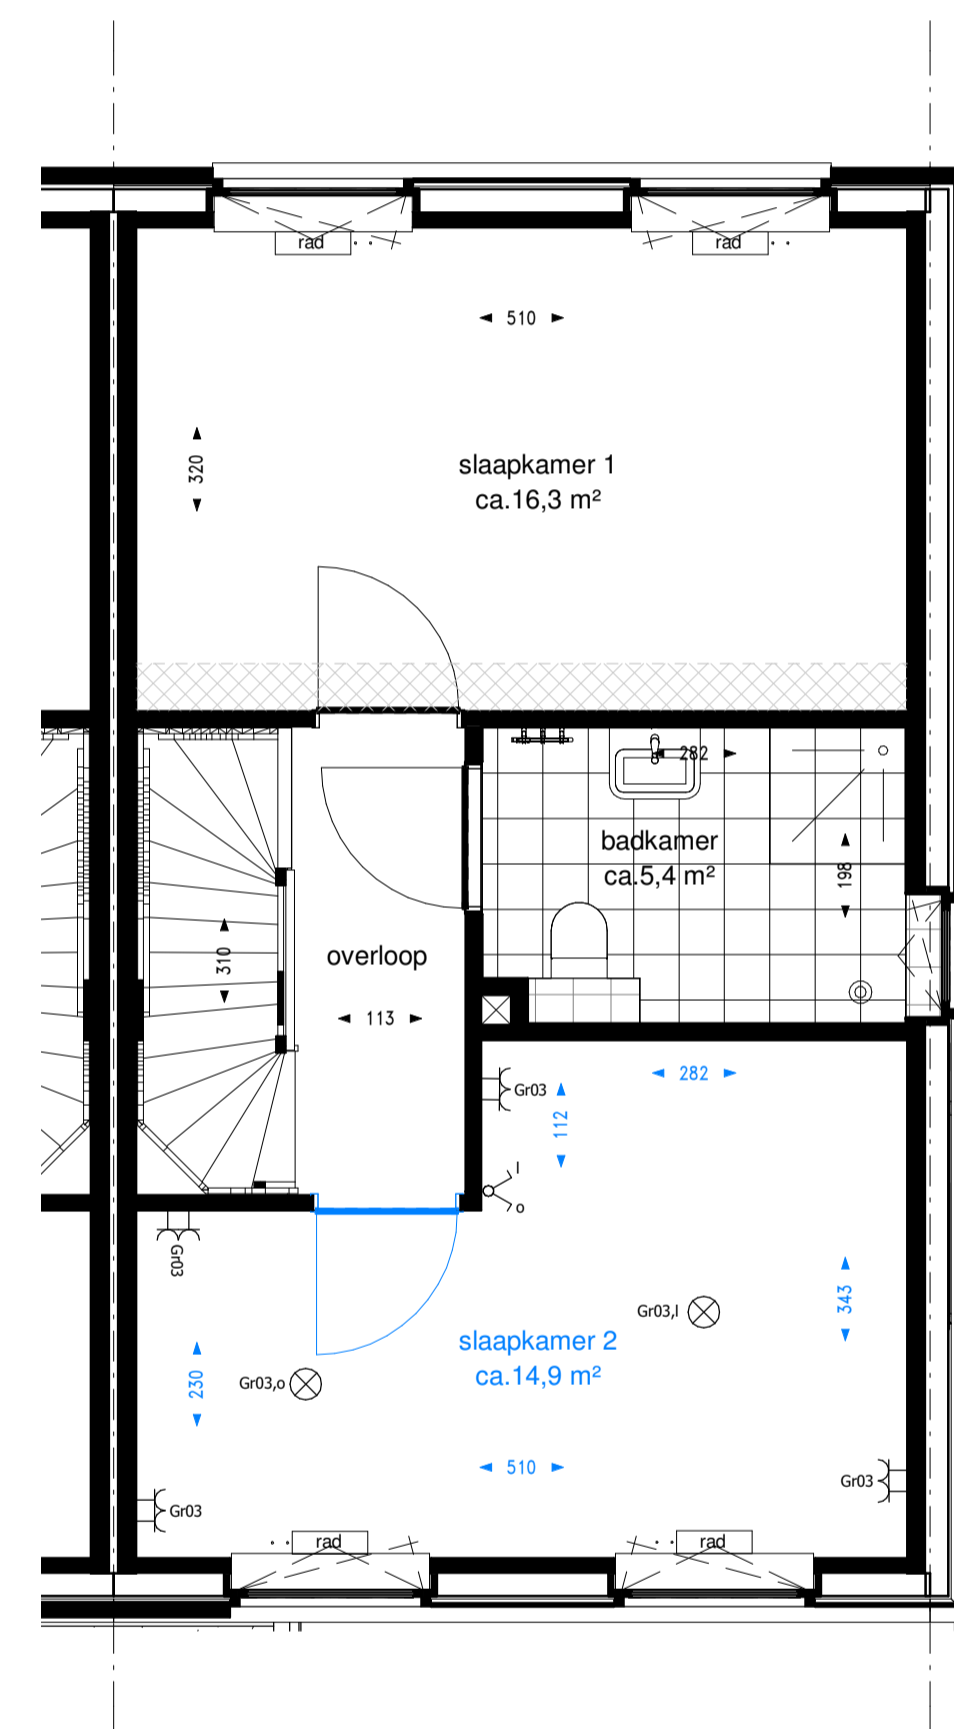 rad
rad
510
320
slaapkamer 1
ca.16,3 m²
282
badkamer
ca.5,4 m²
198
310
overloop
113
282
Gr03
112
l
o
Gr03
Gr03,l
343
slaapkamer 2
ca.14,9 m²
230
Gr03,o
510
Gr03
Gr03
rad
rad